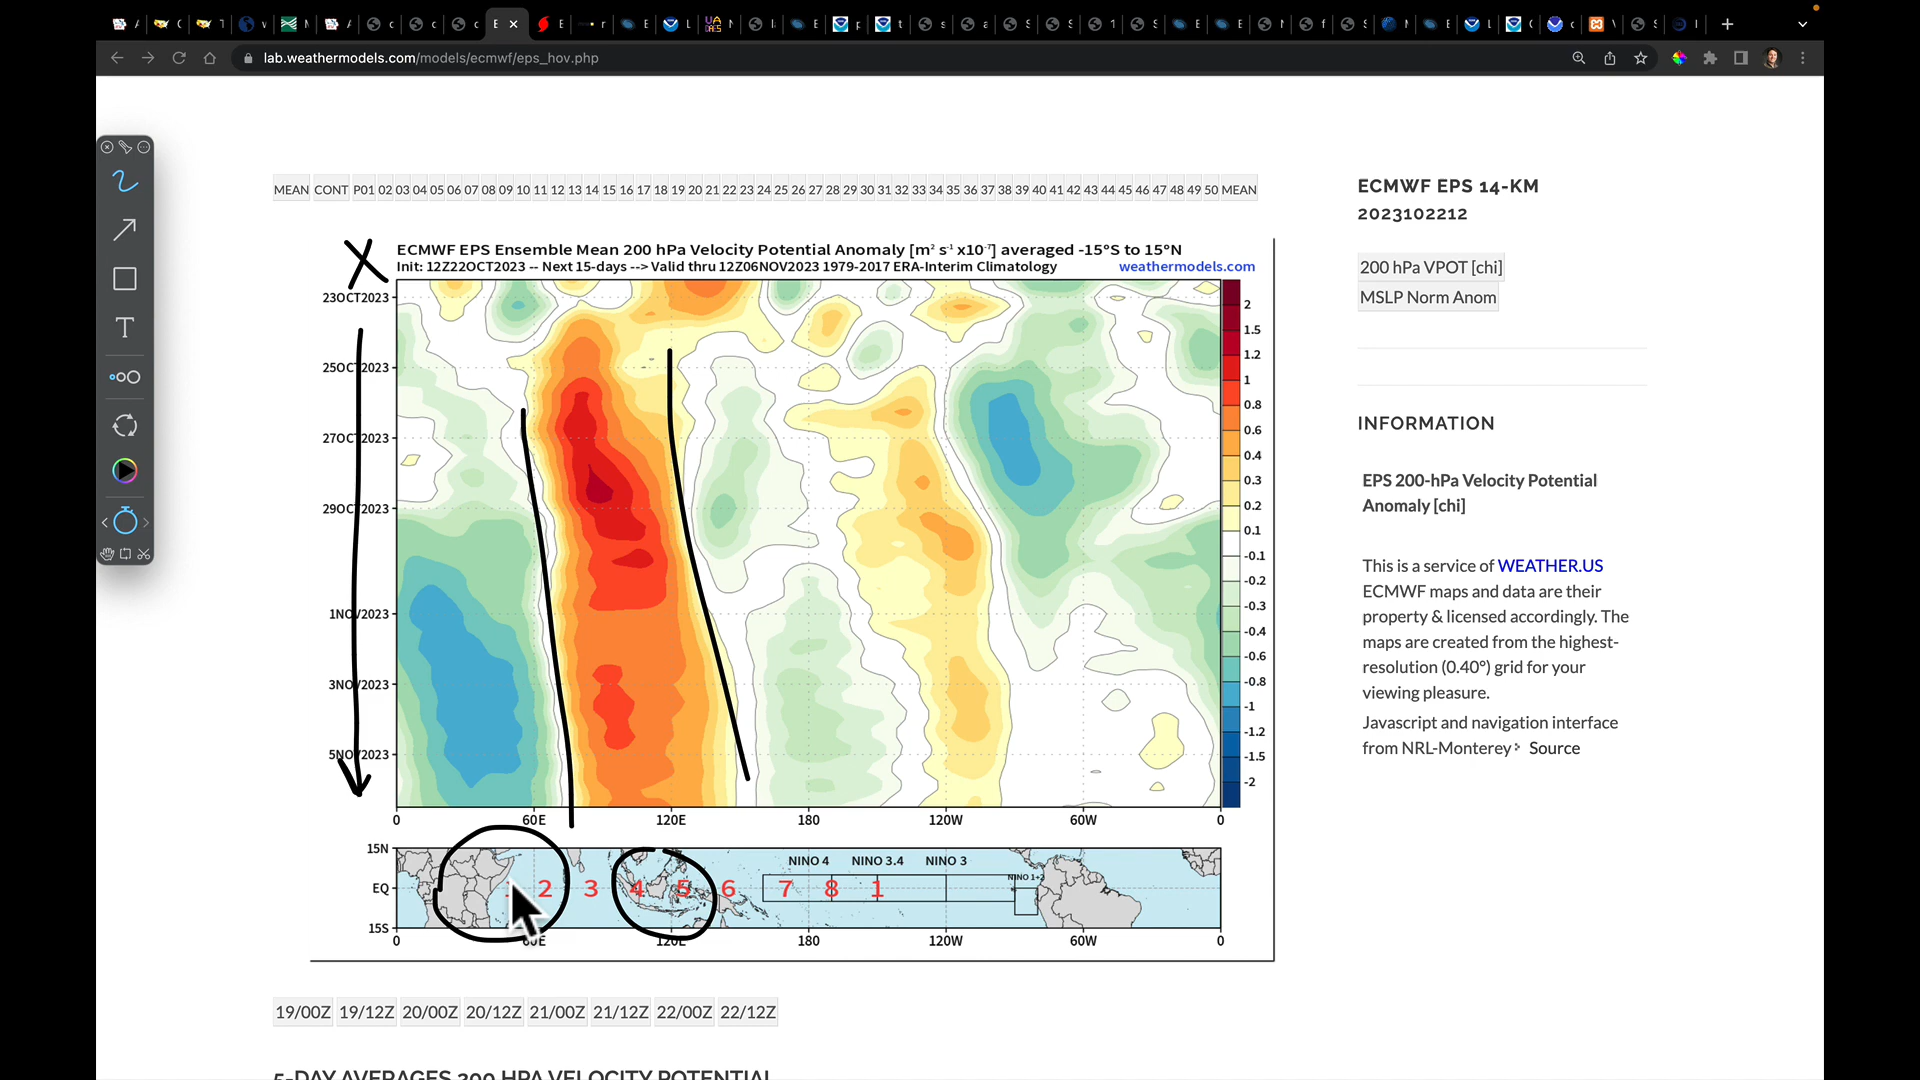 lab.weathermodels.com/models/ecmwf/eps_hov.php
MEAN CONT P01 02 03 04 05 06 07 08 09 10 11 12 13 14 15 16 17 18 19 20 21 22 23 24 25 26 27 28 29 30 31 32 33 34 35 36 37 38 39 40 41 42 43 44 45 46 47 48 49 50 MEAN
ECMWF EPS Ensemble Mean 200 hPa Velocity Potential Anomaly [m² s⁻¹ x10⁻⁷] averaged -15°S to 15°N
Init: 12Z22OCT2023 -- Next 15-days --> Valid thru 12Z06NOV2023 1979-2017 ERA-Interim Climatology
weathermodels.com
X
23OCT2023
25OCT2023
27OCT2023
29OCT2023
1NOV2023
3NOV2023
5NOV2023
2
1.5
1.2
1
0.8
0.6
0.4
0.3
0.2
0.1
-0.1
-0.2
-0.3
-0.4
-0.6
-0.8
-1
-1.2
-1.5
-2
0 60E 120E 180 120W 60W 0
15N
EQ
15S
NINO 4 NINO 3.4 NINO 3
NINO 1+2
2 3 4 5 6 7 8 1
0 60E 120E 180 120W 60W 0
19/00Z 19/12Z 20/00Z 20/12Z 21/00Z 21/12Z 22/00Z 22/12Z
5-DAY AVERAGES 200 HPA VELOCITY POTENTIAL
ECMWF EPS 14-KM
2023102212
200 hPa VPOT [chi]
MSLP Norm Anom
INFORMATION
EPS 200-hPa Velocity Potential
Anomaly [chi]
This is a service of WEATHER.US
ECMWF maps and data are their
property & licensed accordingly. The
maps are created from the highest-
resolution (0.40°) grid for your
viewing pleasure.
Javascript and navigation interface
from NRL-Monterey Source